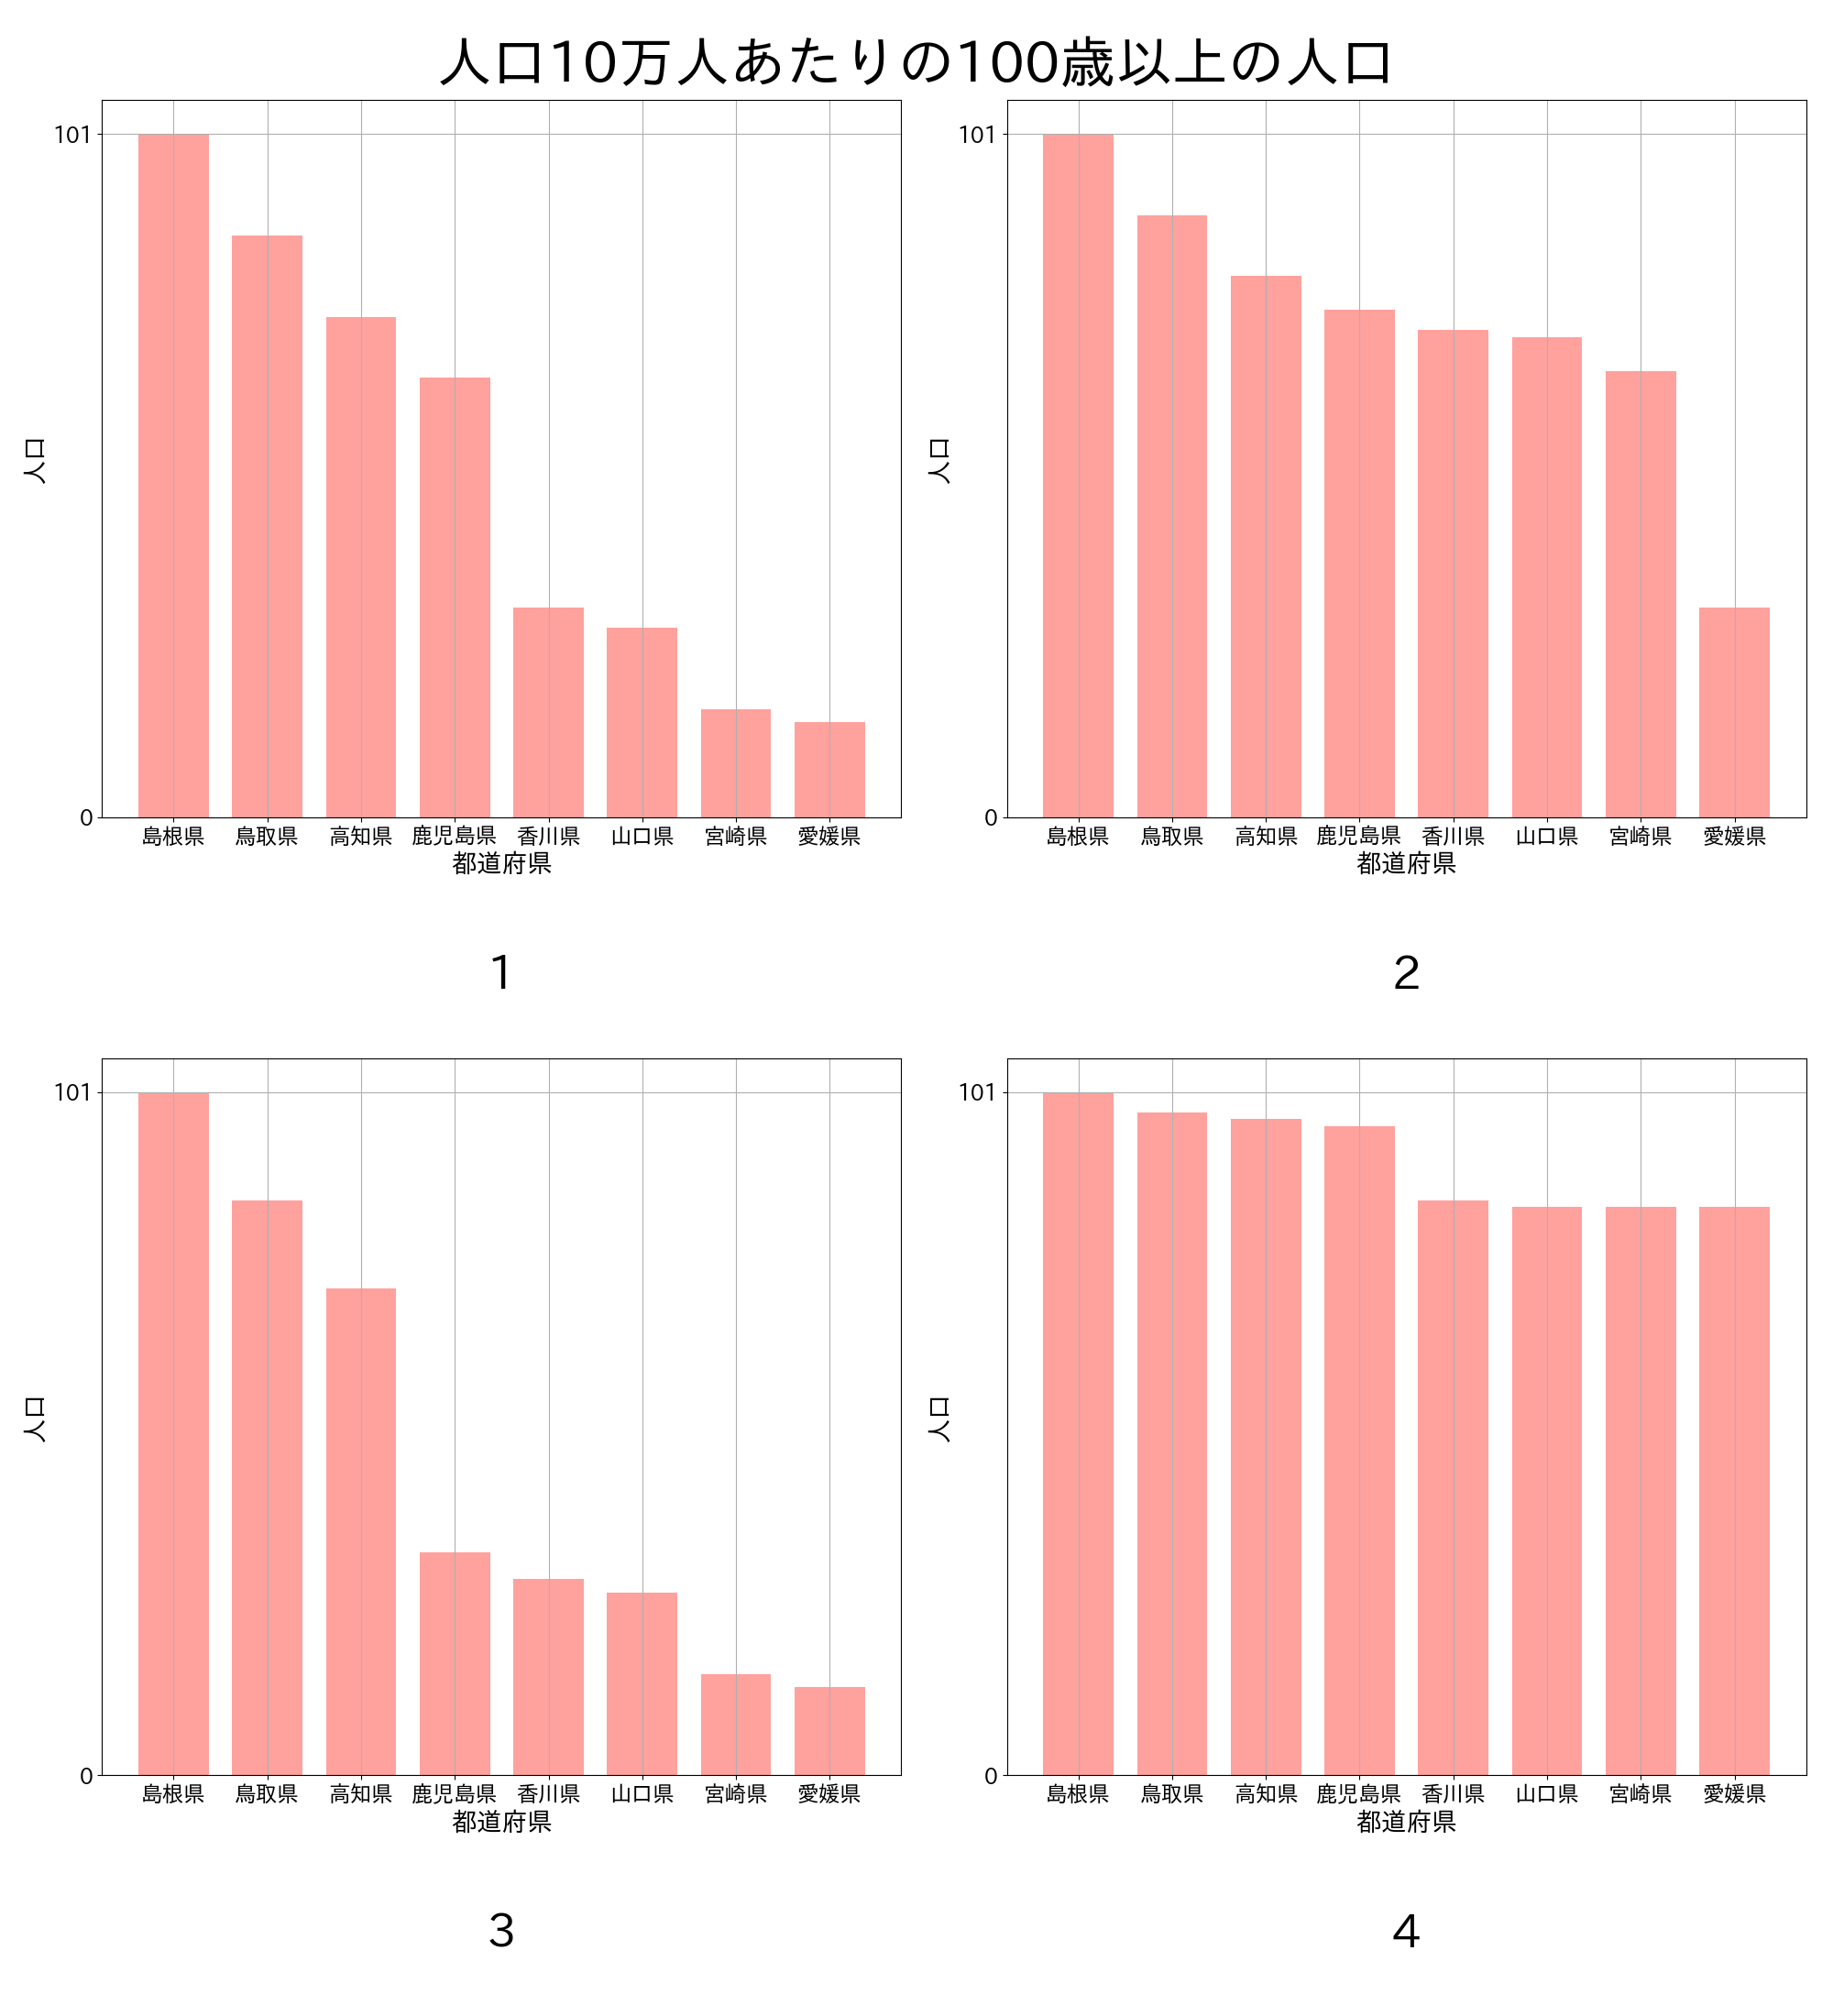 人口10万人あたりの100歳以上の人口
101
0
人口
島根県 鳥取県 高知県 鹿児島県 香川県 山口県 宮崎県 愛媛県
都道府県
1
101
0
人口
島根県 鳥取県 高知県 鹿児島県 香川県 山口県 宮崎県 愛媛県
都道府県
2
101
0
人口
島根県 鳥取県 高知県 鹿児島県 香川県 山口県 宮崎県 愛媛県
都道府県
3
101
0
人口
島根県 鳥取県 高知県 鹿児島県 香川県 山口県 宮崎県 愛媛県
都道府県
4